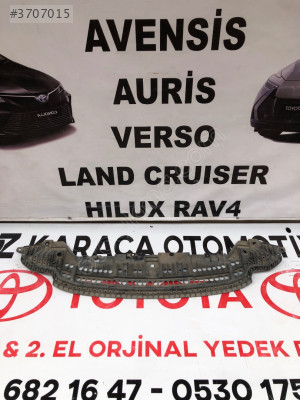 #3707015
AVENSİS
AURİS
VERSO
LAND CRUISER
HILUX RAV4
Z KARACA OTOMOTİV
TOYOTA
& 2. EL ORJİNAL YEDEK
682 16 47 - 0530 175